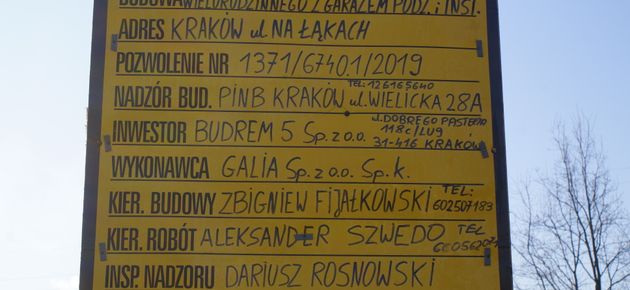 BUDOWA WIELORODZINNEGO Z GARAŻEM PODZ. i INST.
ADRES KRAKÓW ul NA ŁĄKACH
POZWOLENIE NR 1371/6740.1/2019
TEL: 126165640
NADZÓR BUD. PINB KRAKÓW ul. WIELICKA 28A
INWESTOR BUDREM 5 Sp. z o.o. ul. DOBREGO PASTERZA 118c/LU9 31-416 KRAKÓW
WYKONAWCA GALIA Sp. z o.o. Sp. k.
KIER. BUDOWY ZBIGNIEW FIJAŁKOWSKI TEL: 602507183
KIER. ROBÓT ALEKSANDER SZWEDO TEL
INSP. NADZORU DARIUSZ ROSNOWSKI